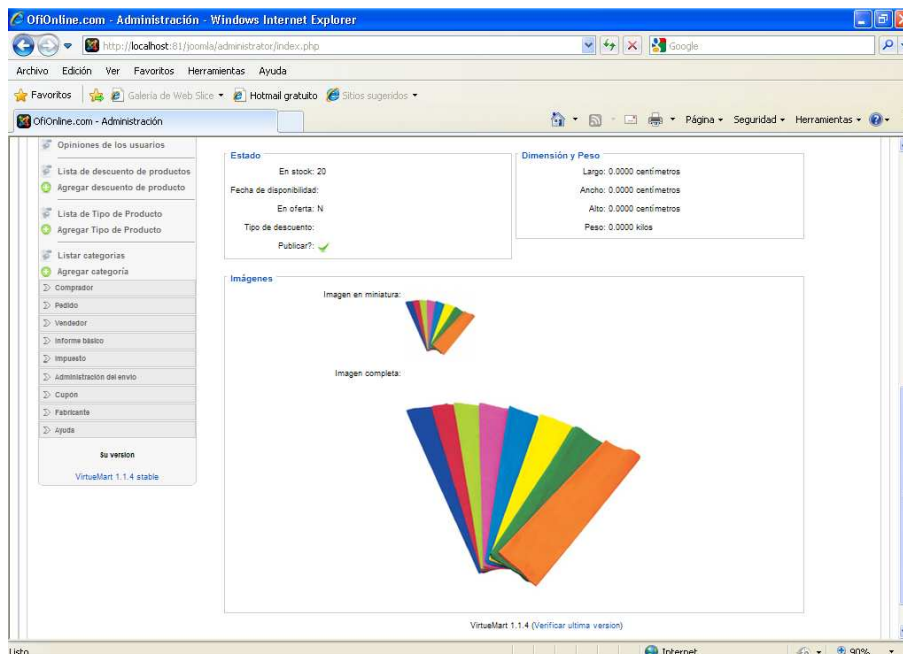 OfiOnline.com - Administración - Windows Internet Explorer
http://localhost:81/joomla/administrator/index.php
Google
Archivo Edición Ver Favoritos Herramientas Ayuda
Favoritos Galería de Web Slice Hotmail gratuito Sitios sugeridos
OfiOnline.com - Administración
Página Seguridad Herramientas
Opiniones de los usuarios
Lista de descuento de productos
Agregar descuento de producto
Lista de Tipo de Producto
Agregar Tipo de Producto
Listar categorias
Agregar categoría
Comprador
Pedido
Vendedor
Informe básico
Impuesto
Administración del envío
Cupón
Fabricante
Ayuda
Su version
VirtueMart 1.1.4 stable
Estado
En stock: 20
Fecha de disponibilidad:
En oferta: N
Tipo de descuento:
Publicar?:
Dimensión y Peso
Largo: 0.0000 centímetros
Ancho: 0.0000 centímetros
Alto: 0.0000 centímetros
Peso: 0.0000 kilos
Imágenes
Imagen en miniatura:
Imagen completa:
VirtueMart 1.1.4 (Verificar ultima version)
Listo
Internet
90%